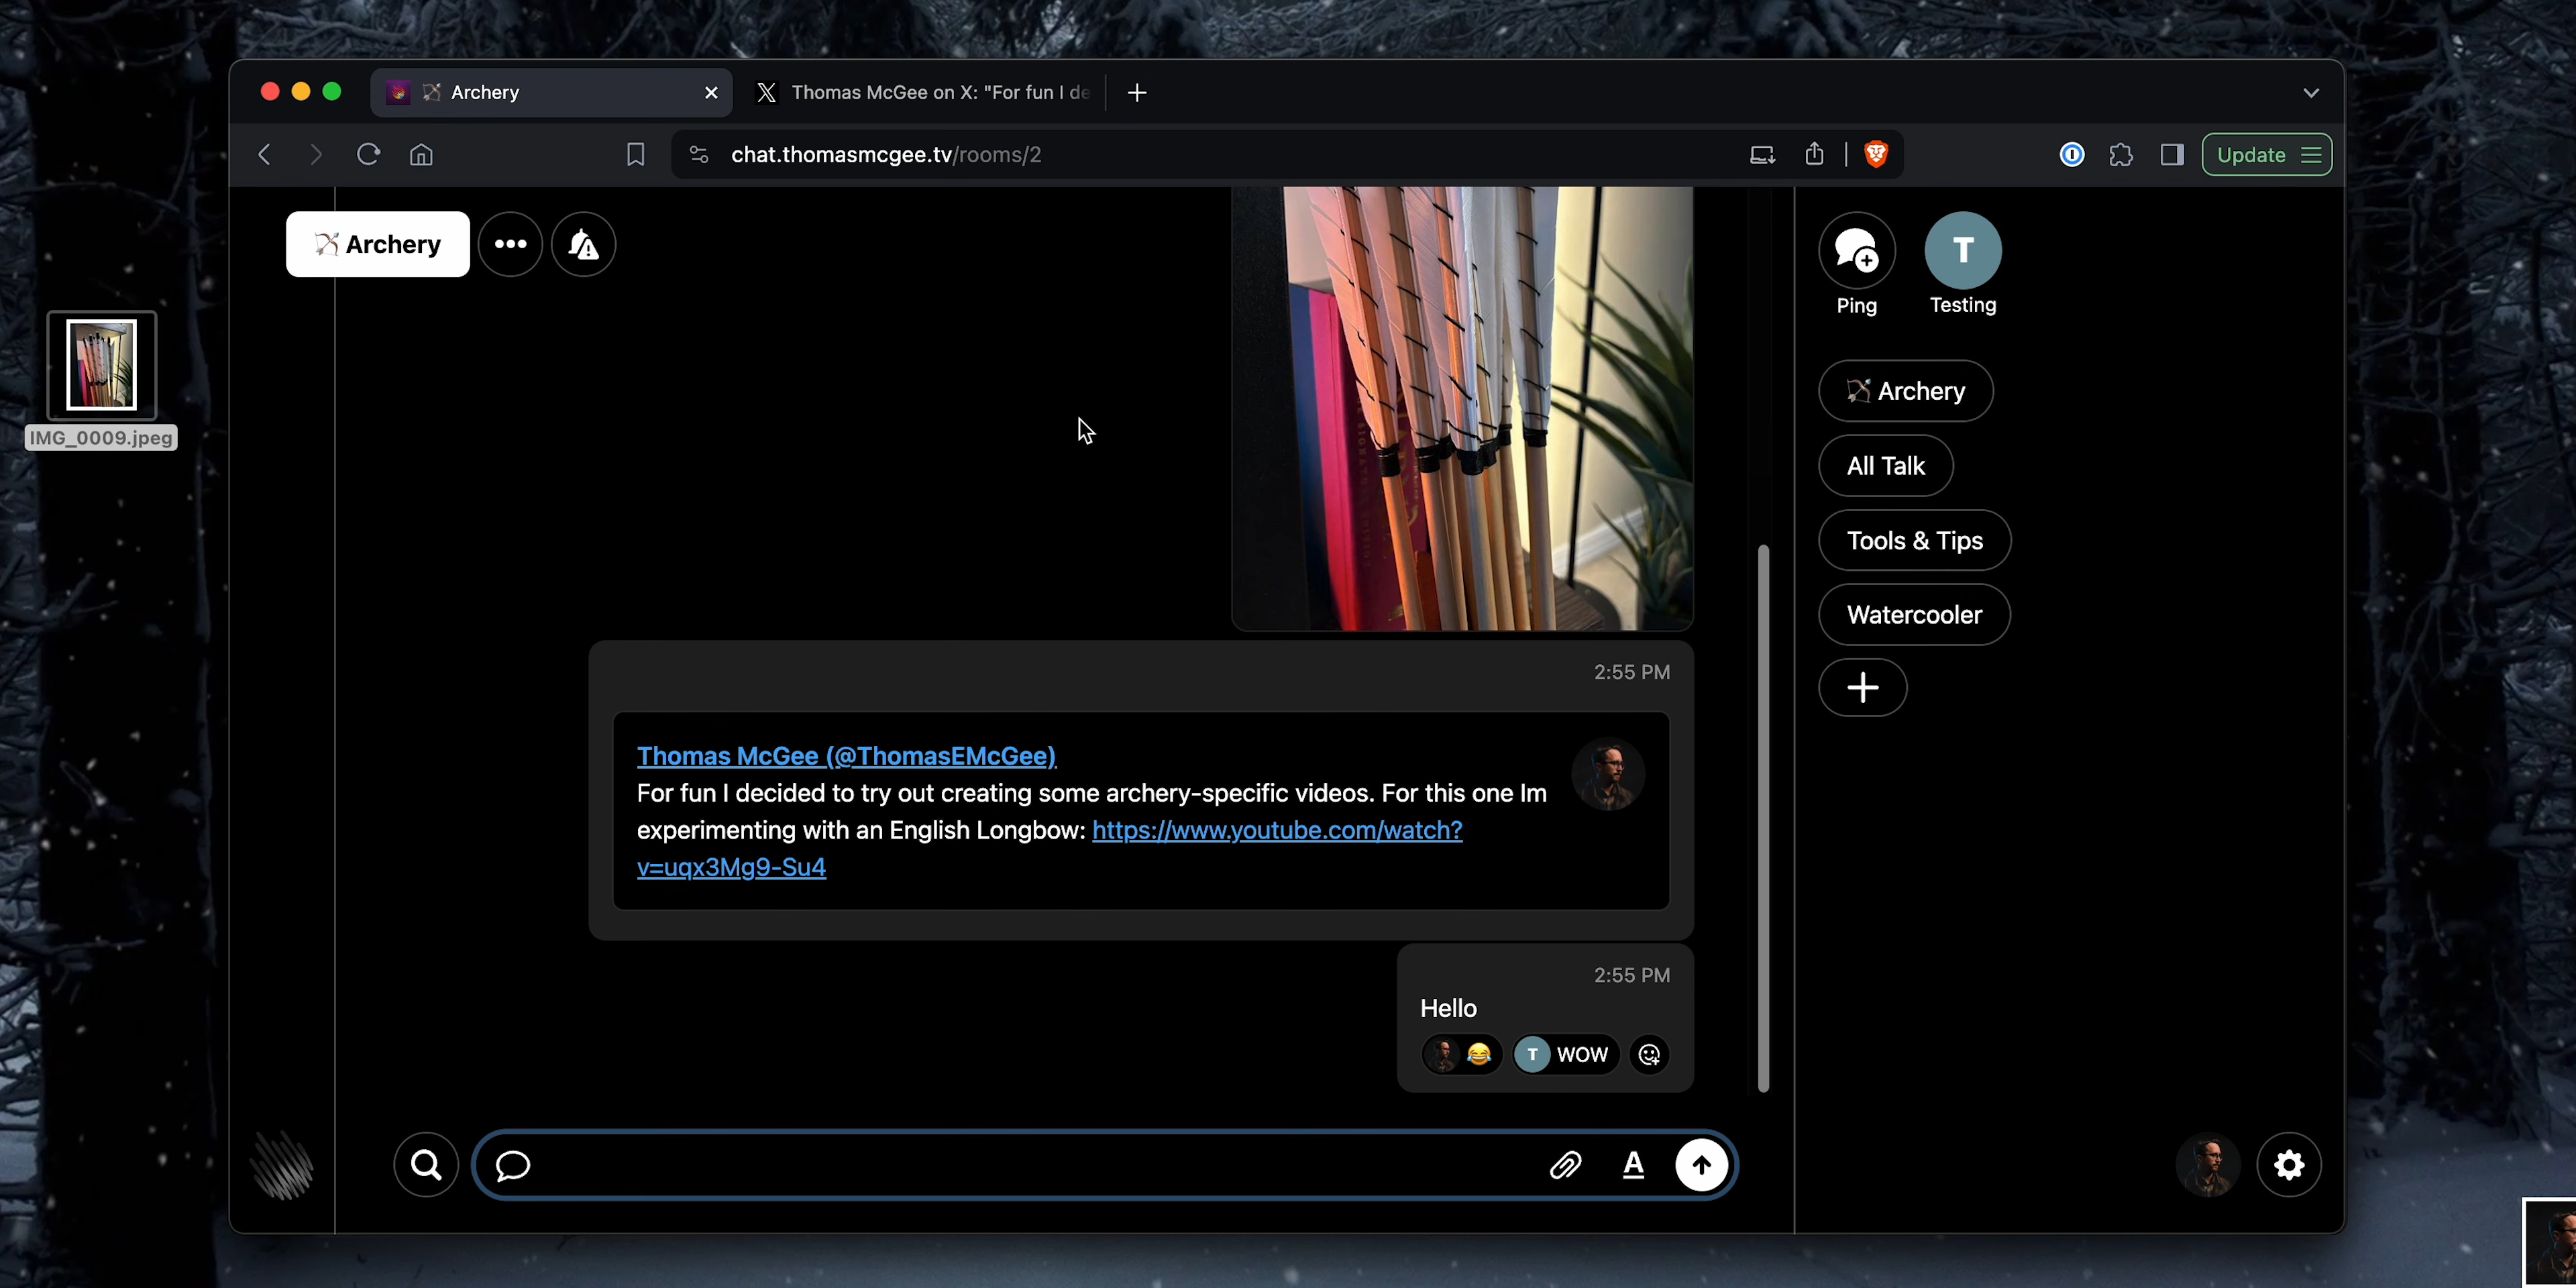 Archery
Thomas McGee on X: "For fun I de
chat.thomasmcgee.tv/rooms/2
Update
Archery
T
Ping
Testing
Archery
All Talk
Tools & Tips
Watercooler
IMG_0009.jpeg
2:55 PM
Thomas McGee (@ThomasEMcGee)
For fun I decided to try out creating some archery-specific videos. For this one Im
experimenting with an English Longbow: https://www.youtube.com/watch?
v=uqx3Mg9-Su4
2:55 PM
Hello
T WOW
A